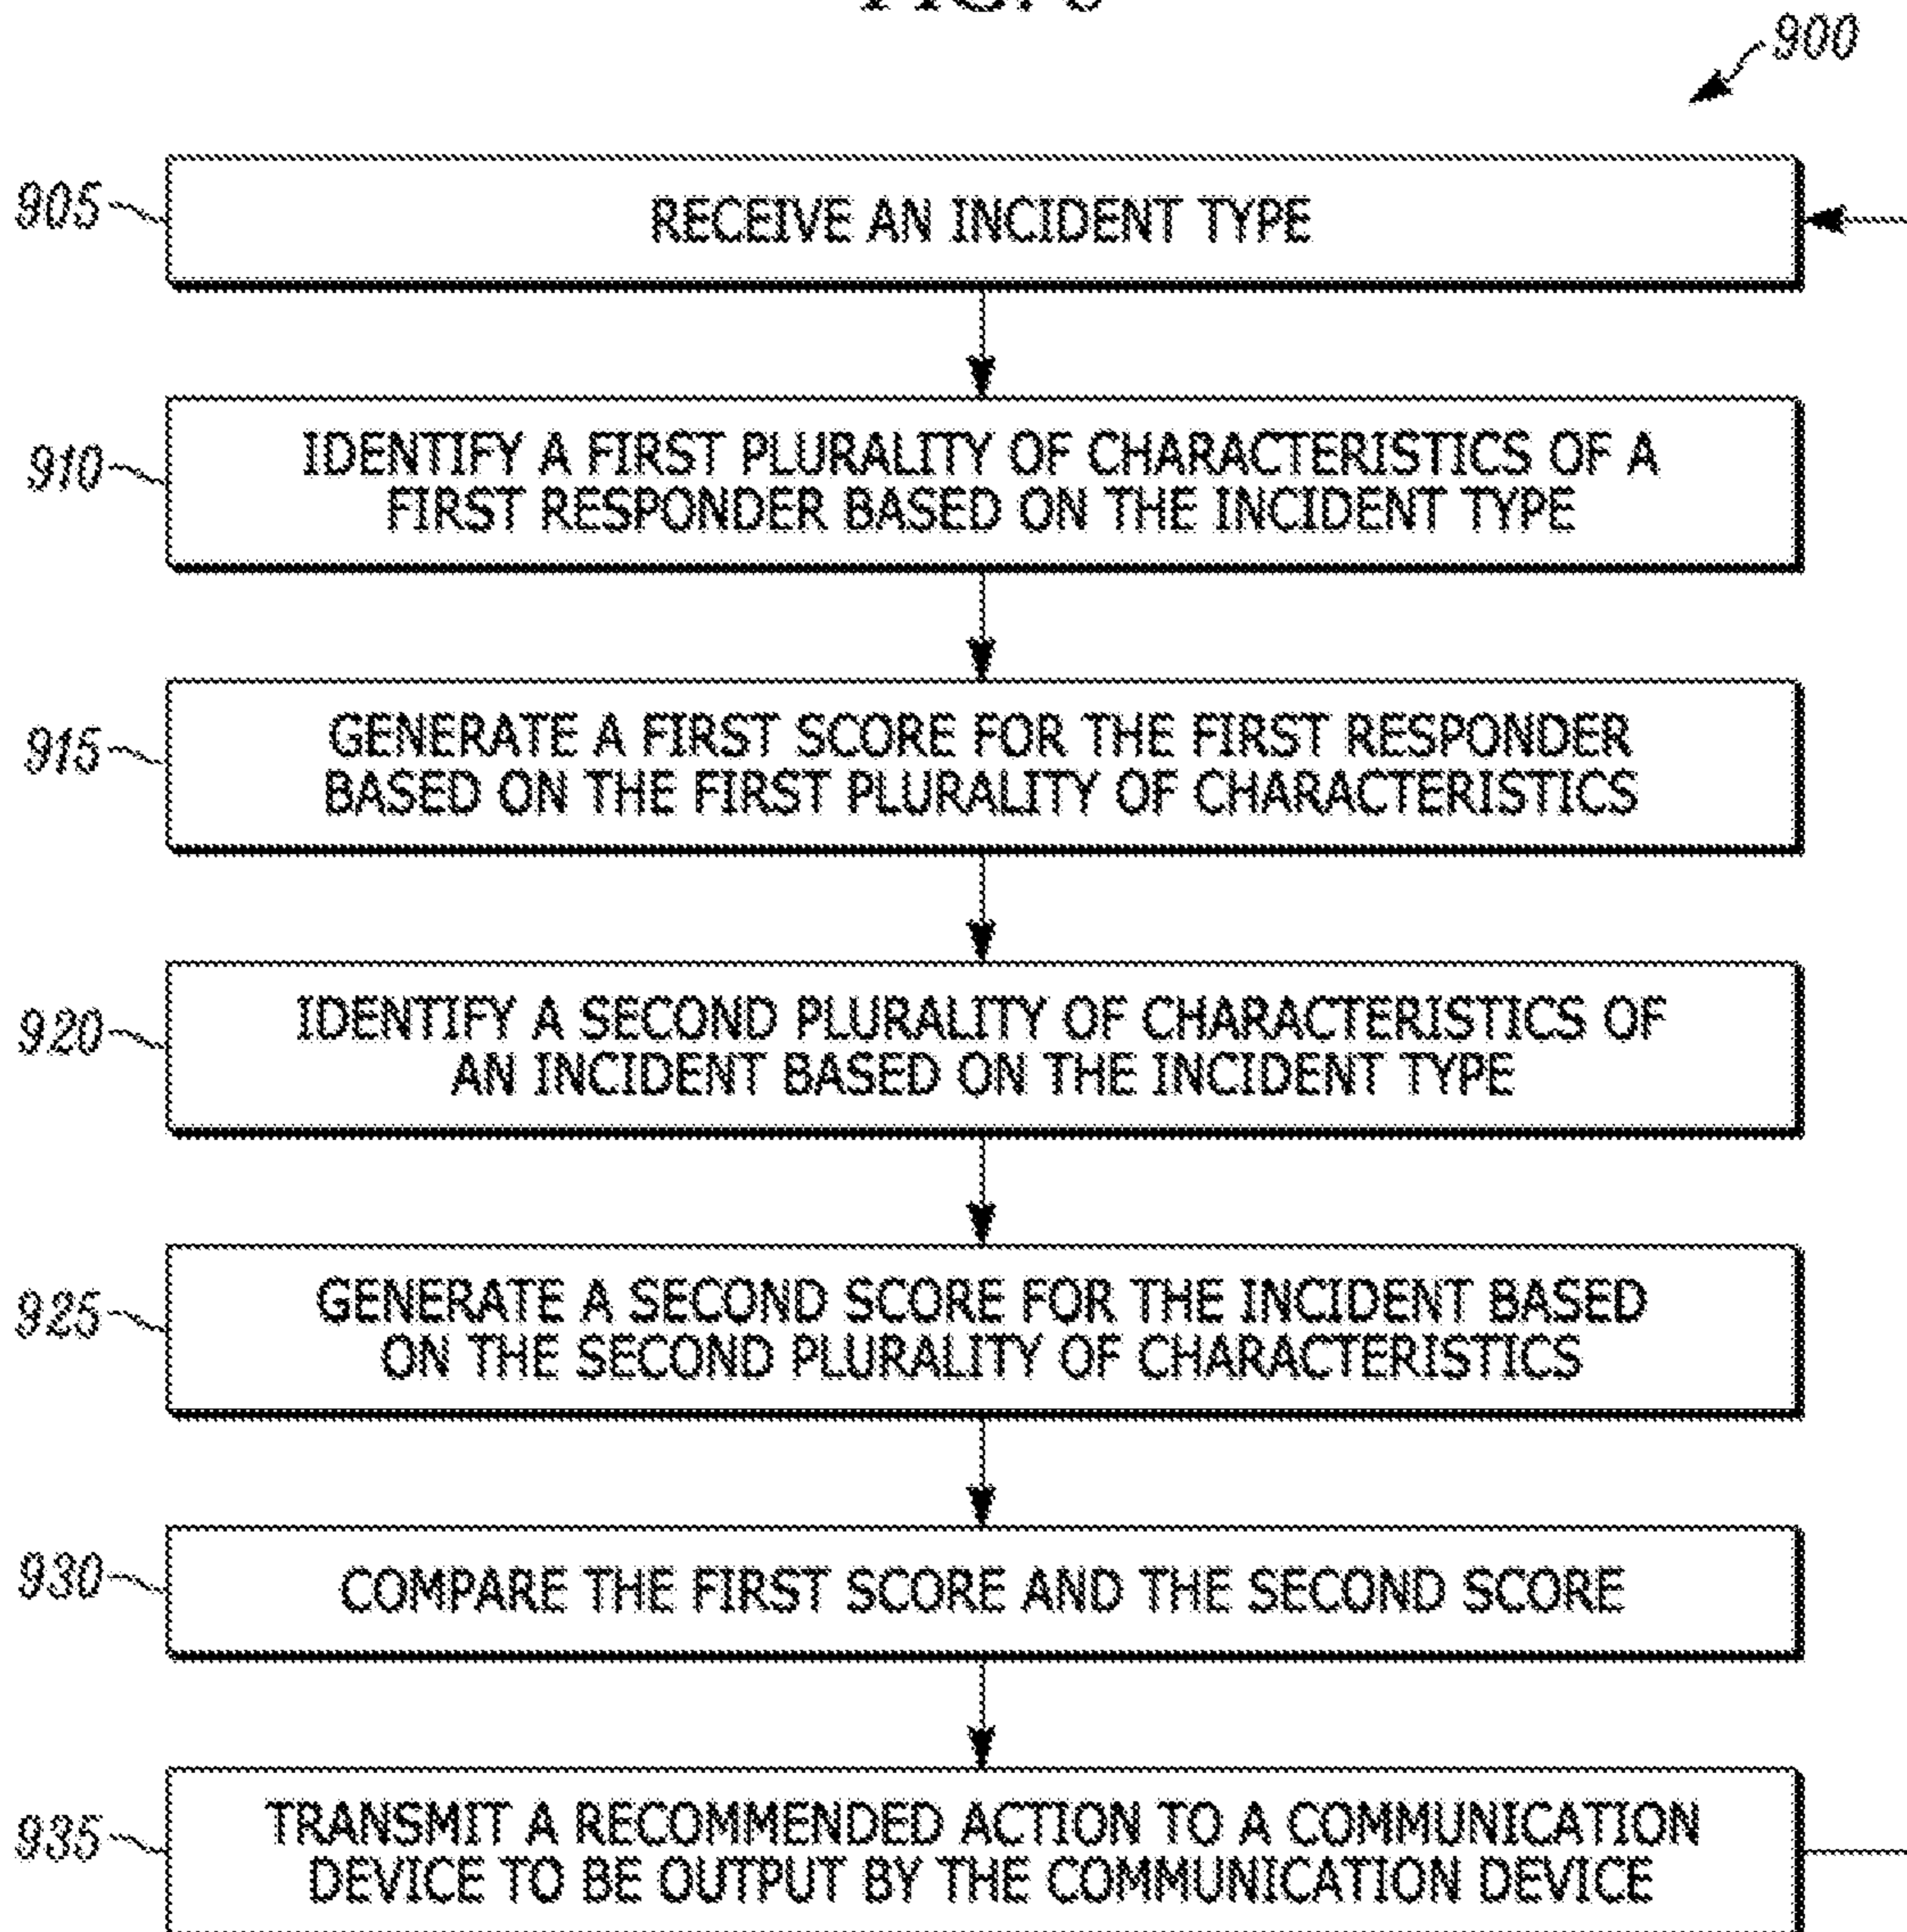 900
905
RECEIVE AN INCIDENT TYPE
910
IDENTIFY A FIRST PLURALITY OF CHARACTERISTICS OF A
FIRST RESPONDER BASED ON THE INCIDENT TYPE
915
GENERATE A FIRST SCORE FOR THE FIRST RESPONDER
BASED ON THE FIRST PLURALITY OF CHARACTERISTICS
920
IDENTIFY A SECOND PLURALITY OF CHARACTERISTICS OF
AN INCIDENT BASED ON THE INCIDENT TYPE
925
GENERATE A SECOND SCORE FOR THE INCIDENT BASED
ON THE SECOND PLURALITY OF CHARACTERISTICS
930
COMPARE THE FIRST SCORE AND THE SECOND SCORE
935
TRANSMIT A RECOMMENDED ACTION TO A COMMUNICATION
DEVICE TO BE OUTPUT BY THE COMMUNICATION DEVICE